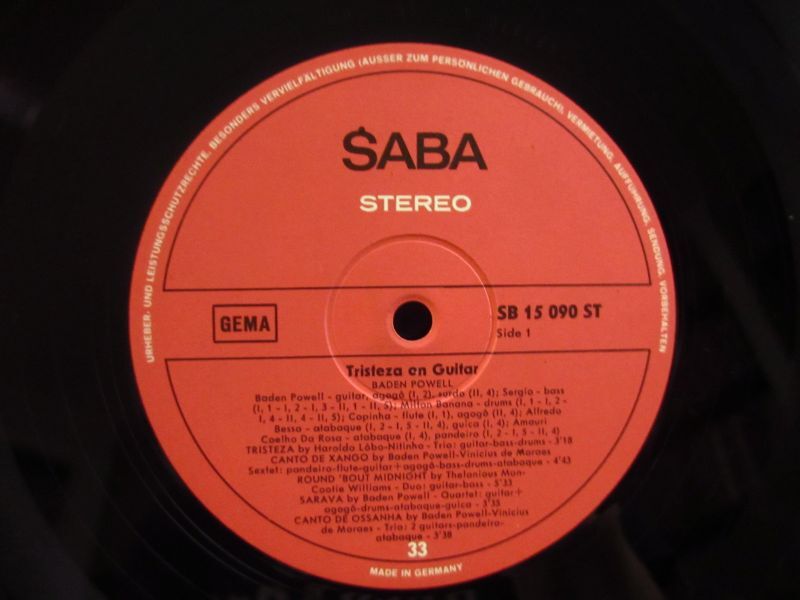 URHEBER- UND LEISTUNGSSCHUTZRECHTE, BESONDERS VERVIELFÄLTIGUNG (AUSSER ZUM PERSÖNLICHEN GEBRAUCH), VERMIETUNG, AUFFÜHRUNG, SENDUNG, VORBEHALTEN
SABA
STEREO
GEMA
SB 15 090 ST
Side 1
Tristeza en Guitar
BADEN POWELL
Baden Powell - guitar, agogô (I, 2), surdo (II, 4); Sergio - bass
(I, 1 - I, 2 - I, 3 - II, 1 - II, 5); Milton Banana - drums (I, 1 - I, 2 -
I, 4 - II, 4 - II, 5); Copinha - flute (I, 1), agogô (II, 4); Alfredo
Bessa - atabaque (I, 2 - I, 5 - II, 4), guica (I, 4); Amauri
Coelho Da Rosa - atabaque (I, 4), pandeiro (I, 2 - I, 5 - II, 4)
TRISTEZA by Haroldo Lôbo-Nitinho - Trio: guitar-bass-drums - 3'18
CANTO DE XANGO by Baden Powell-Vinicius de Moraes
Sextet: pandeiro-flute-guitar+agogô-bass-drums-atabaque - 4'43
ROUND 'BOUT MIDNIGHT by Thelonious Monk-
Cootie Williams - Duo: guitar-bass - 5'33
SARAVA by Baden Powell - Quartet: guitar+
agogô-drums-atabaque-guica - 3'35
CANTO DE OSSANHA by Baden Powell-Vinicius
de Moraes - Trio: 2 guitars-pandeiro-
atabaque - 3'38
33
MADE IN GERMANY